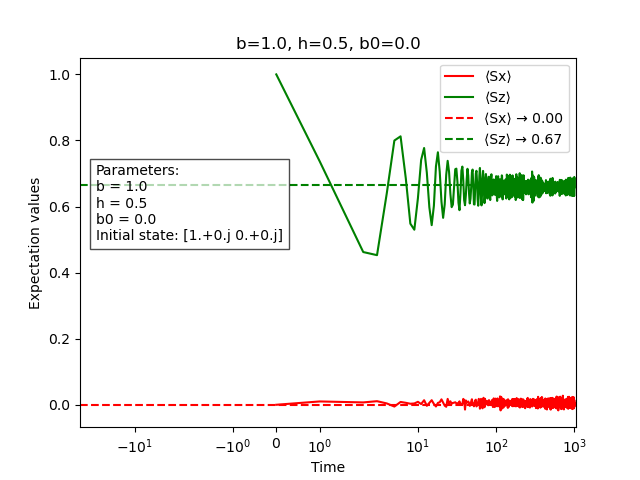 b=1.0, h=0.5, b0=0.0
⟨Sx⟩
⟨Sz⟩
⟨Sx⟩ → 0.00
⟨Sz⟩ → 0.67
Parameters:
b = 1.0
h = 0.5
b0 = 0.0
Initial state: [1.+0.j 0.+0.j]
Expectation values
1.0
0.8
0.6
0.4
0.2
0.0
−10¹ −10⁰ 0 10⁰ 10¹ 10² 10³
Time